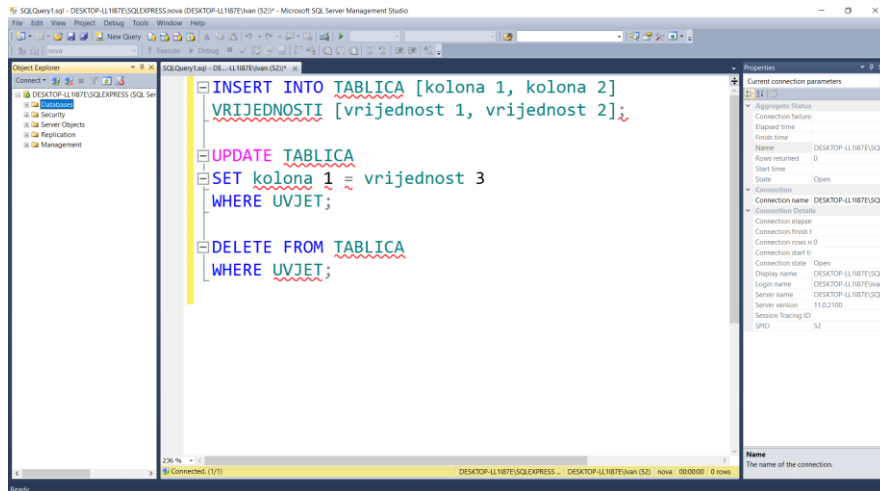 SQLQuery1.sql - DESKTOP-LL1I87E\SQLEXPRESS.nova (DESKTOP-LL1I87E\Ivan (52))* - Microsoft SQL Server Management Studio
File Edit View Project Debug Tools Window Help
New Query
nova Execute Debug
Object Explorer
Connect
DESKTOP-LL1I87E\SQLEXPRESS (SQL Ser
Databases
Security
Server Objects
Replication
Management
SQLQuery1.sql - DE...-LL1I87E\Ivan (52))*
INSERT INTO TABLICA [kolona 1, kolona 2]
VRIJEDNOSTI [vrijednost 1, vrijednost 2];
UPDATE TABLICA
SET kolona 1 = vrijednost 3
WHERE UVJET;
DELETE FROM TABLICA
WHERE UVJET;
236 %
Connected. (1/1)
DESKTOP-LL1I87E\SQLEXPRESS ... DESKTOP-LL1I87E\Ivan (52) nova 00:00:00 0 rows
Properties
Current connection parameters
Aggregate Status
Connection failure
Elapsed time
Finish time
Name DESKTOP-LL1I87E\SQ
Rows returned 0
Start time
State Open
Connection
Connection name DESKTOP-LL1I87E\SQ
Connection Details
Connection elapse
Connection finish t
Connection rows r 0
Connection start ti
Connection state Open
Display name DESKTOP-LL1I87E\SQ
Login name DESKTOP-LL1I87E\Iva
Server name DESKTOP-LL1I87E\SQ
Server version 11.0.2100
Session Tracing ID
SPID 52
Name
The name of the connection.
Ready